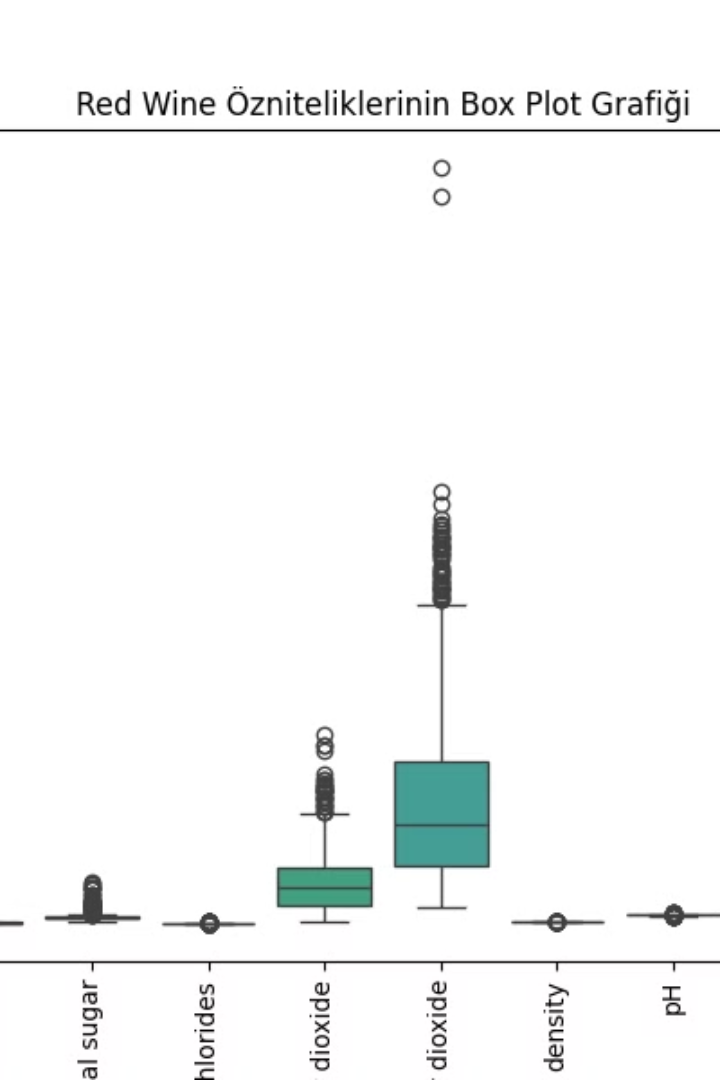 Red Wine Özniteliklerinin Box Plot Grafiği
al sugar
hlorides
dioxide
dioxide
density
pH